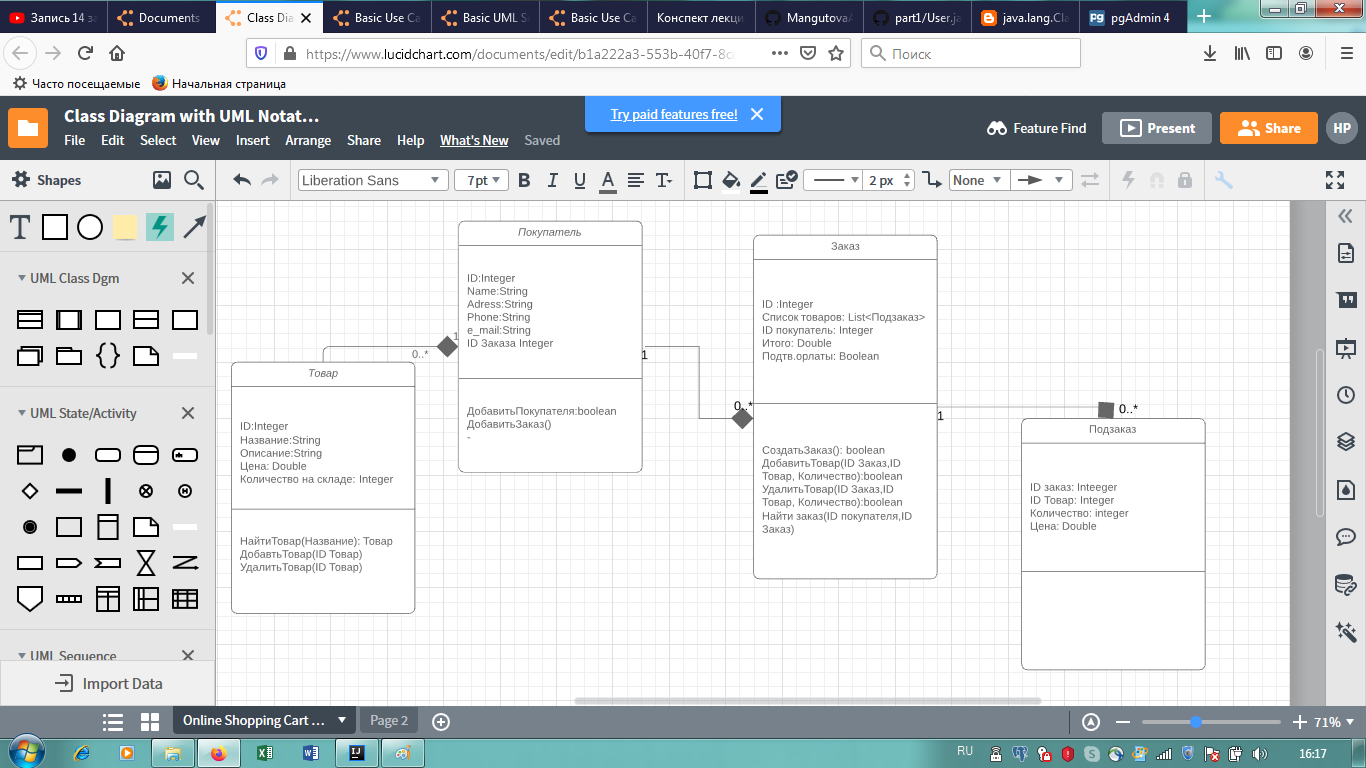 Запись 14 за
Documents
Class Dia
Basic Use Ca
Basic UML S
Basic Use Ca
Конспект лекци
MangutovaA
part1/User.ja
java.lang.Cla
pgAdmin 4
https://www.lucidchart.com/documents/edit/b1a222a3-553b-40f7-8c
Поиск
Часто посещаемые
Начальная страница
Class Diagram with UML Notat...
Try paid features free!
File Edit Select View Insert Arrange Share Help What's New Saved
Feature Find
Present
Share
HP
Shapes
Liberation Sans
7pt
B I U A
2 px
None
UML Class Dgm
UML State/Activity
UML Sequence
Import Data
Товар
ID:Integer
Название:String
Описание:String
Цена: Double
Количество на складе: Integer
НайтиТовар(Название): Товар
ДобавтьТовар(ID Товар)
УдалитьТовар(ID Товар)
0..*
1
Покупатель
ID:Integer
Name:String
Adress:String
Phone:String
e_mail:String
ID Заказа Integer
ДобавитьПокупателя:boolean
ДобавитьЗаказ()
-
1
0..*
Заказ
ID :Integer
Список товаров: List<Подзаказ>
ID покупатель: Integer
Итого: Double
Подтв.орлаты: Boolean
СоздатьЗаказ(): boolean
ДобавитьТовар(ID Заказ,ID
Товар, Количество):boolean
УдалитьТовар(ID Заказ,ID
Товар, Количество):boolean
Найти заказ(ID покупателя,ID
Заказ)
1
0..*
Подзаказ
ID заказ: Inteeger
ID Товар: Integer
Количество: integer
Цена: Double
Online Shopping Cart ...
Page 2
71%
RU
16:17